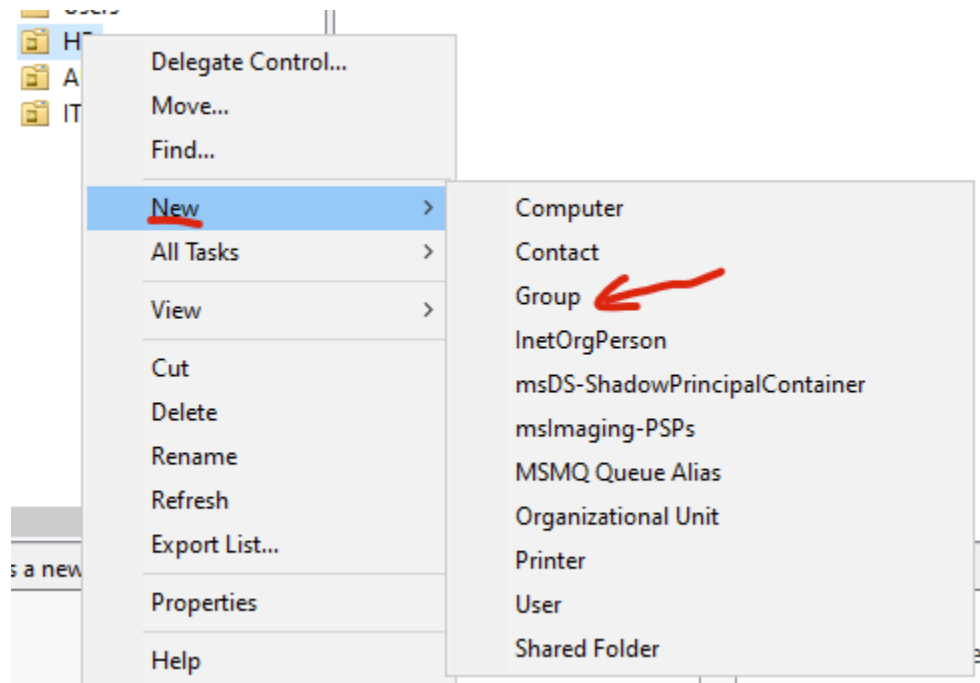 Users
Delegate Control...
A
Move...
IT
Find...
New
All Tasks
View
Cut
Delete
Rename
Refresh
Export List...
s a new
Properties
Help
Computer
Contact
Group
InetOrgPerson
msDS-ShadowPrincipalContainer
msImaging-PSPs
MSMQ Queue Alias
Organizational Unit
Printer
User
Shared Folder